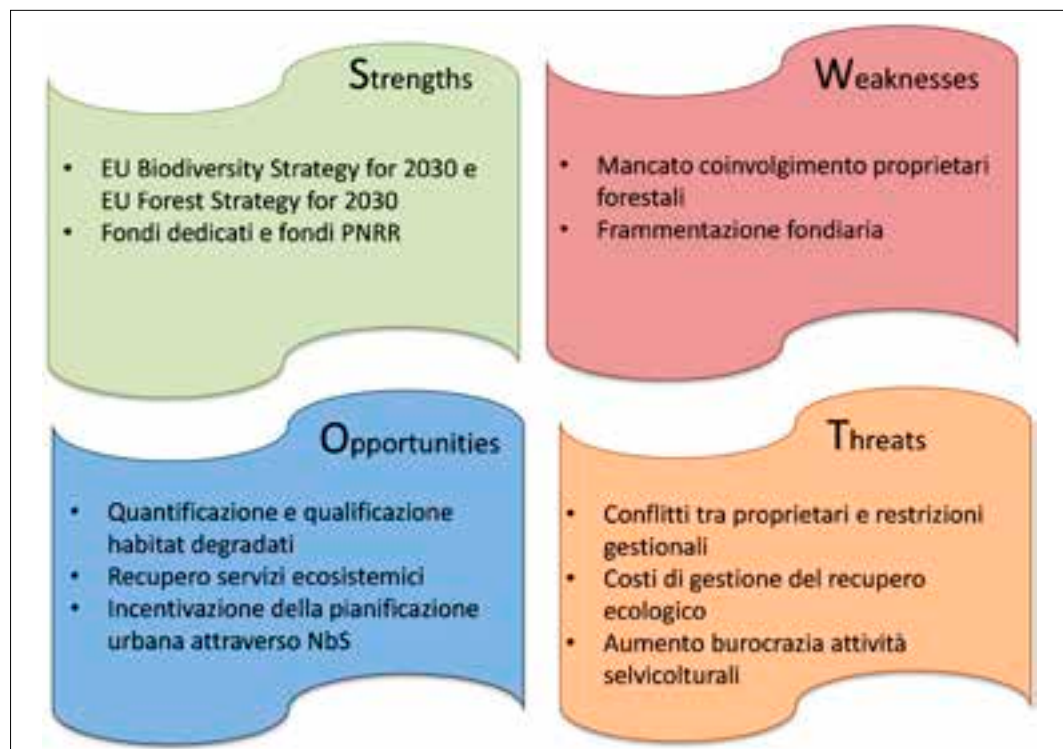 Strengths
• EU Biodiversity Strategy for 2030 e
EU Forest Strategy for 2030
• Fondi dedicati e fondi PNRR
Weaknesses
• Mancato coinvolgimento proprietari
forestali
• Frammentazione fondiaria
Opportunities
• Quantificazione e qualificazione
habitat degradati
• Recupero servizi ecosistemici
• Incentivazione della pianificazione
urbana attraverso NbS
Threats
• Conflitti tra proprietari e restrizioni
gestionali
• Costi di gestione del recupero
ecologico
• Aumento burocrazia attività
selvicolturali